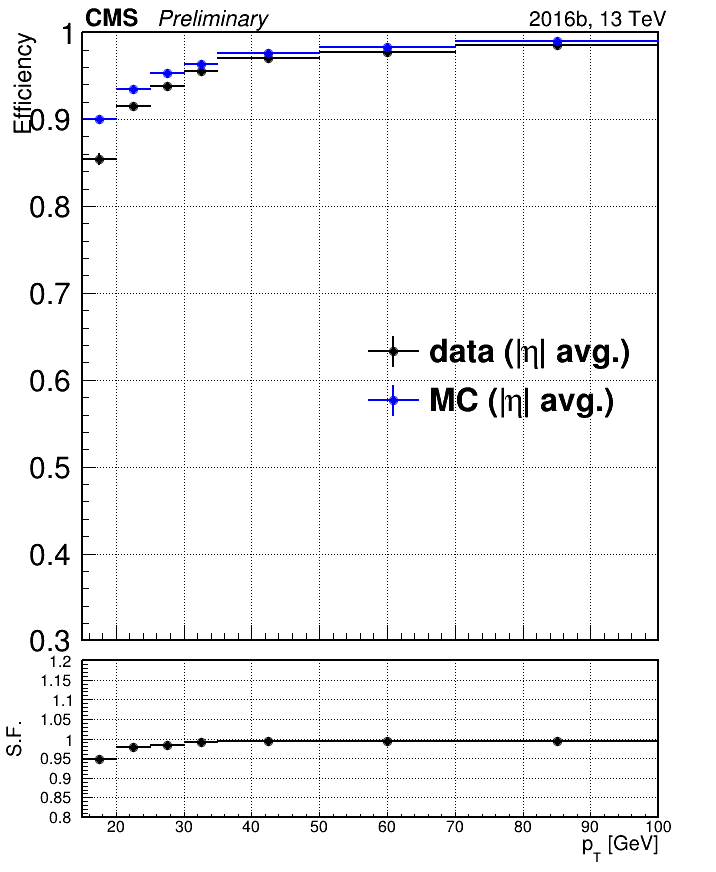 CMS Preliminary 2016b, 13 TeV
Efficiency
1
0.9
0.8
0.7
0.6
0.5
0.4
0.3
data (|η| avg.)
MC (|η| avg.)
S.F.
1.2
1.15
1.1
1.05
1
0.95
0.9
0.85
0.8
20 30 40 50 60 70 80 90 100
p_T [GeV]